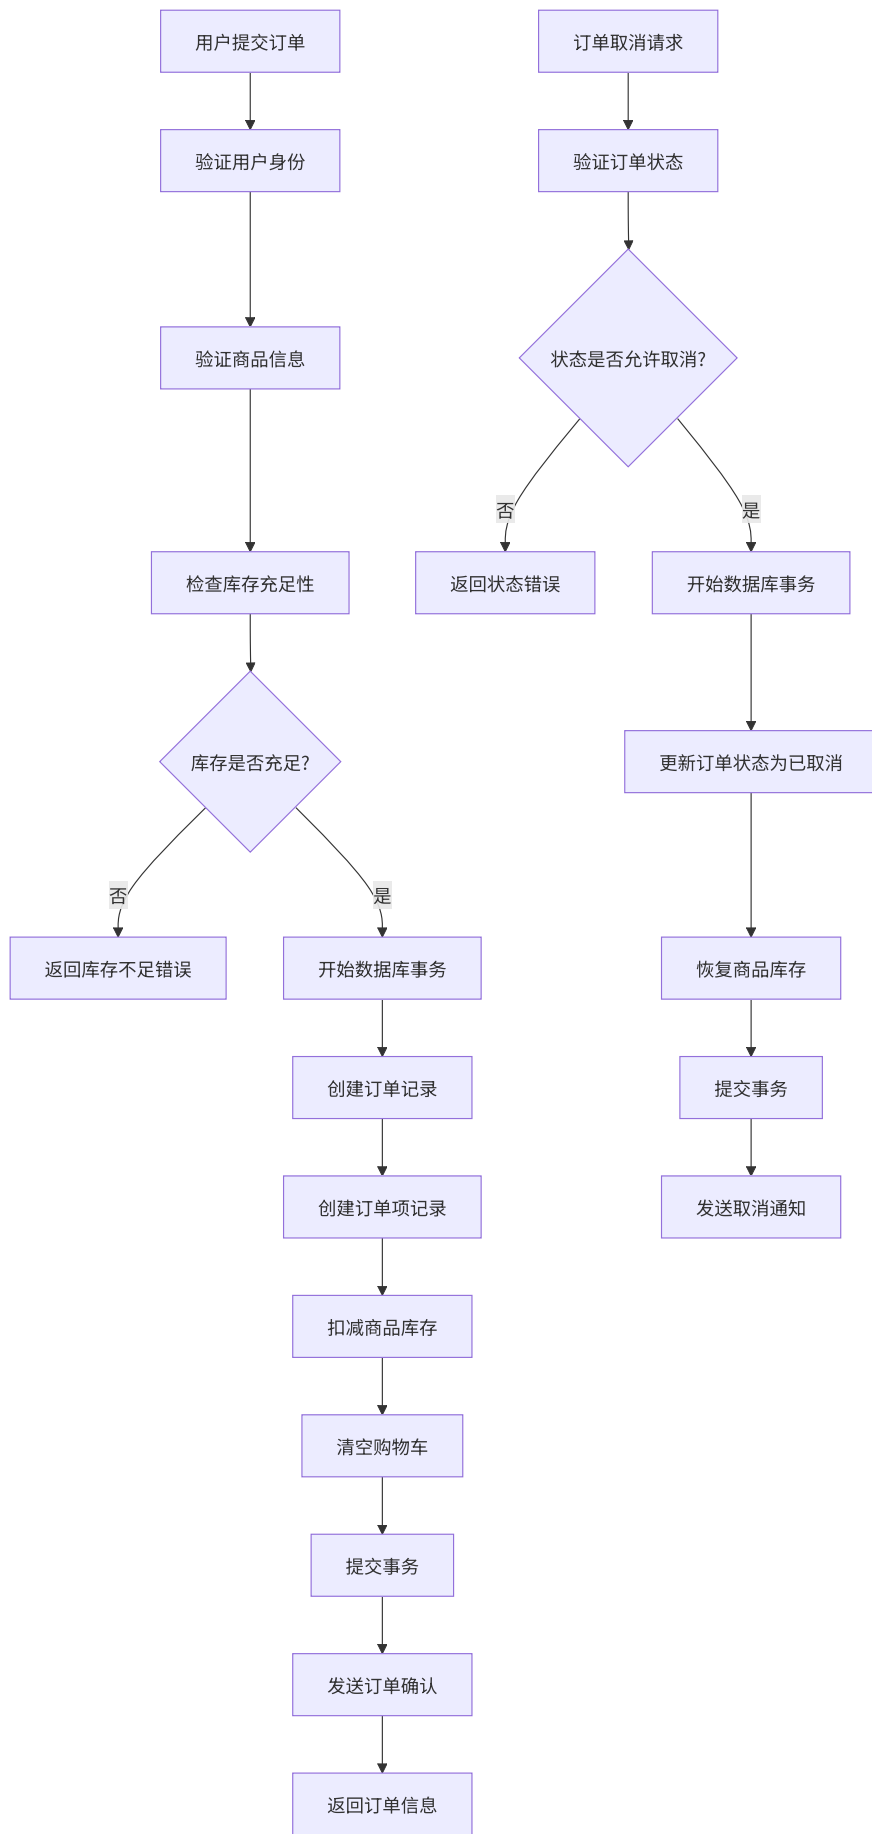 用户提交订单
验证用户身份
验证商品信息
检查库存充足性
库存是否充足?
否
是
返回库存不足错误
开始数据库事务
创建订单记录
创建订单项记录
扣减商品库存
清空购物车
提交事务
发送订单确认
返回订单信息
订单取消请求
验证订单状态
状态是否允许取消?
否
是
返回状态错误
开始数据库事务
更新订单状态为已取消
恢复商品库存
提交事务
发送取消通知